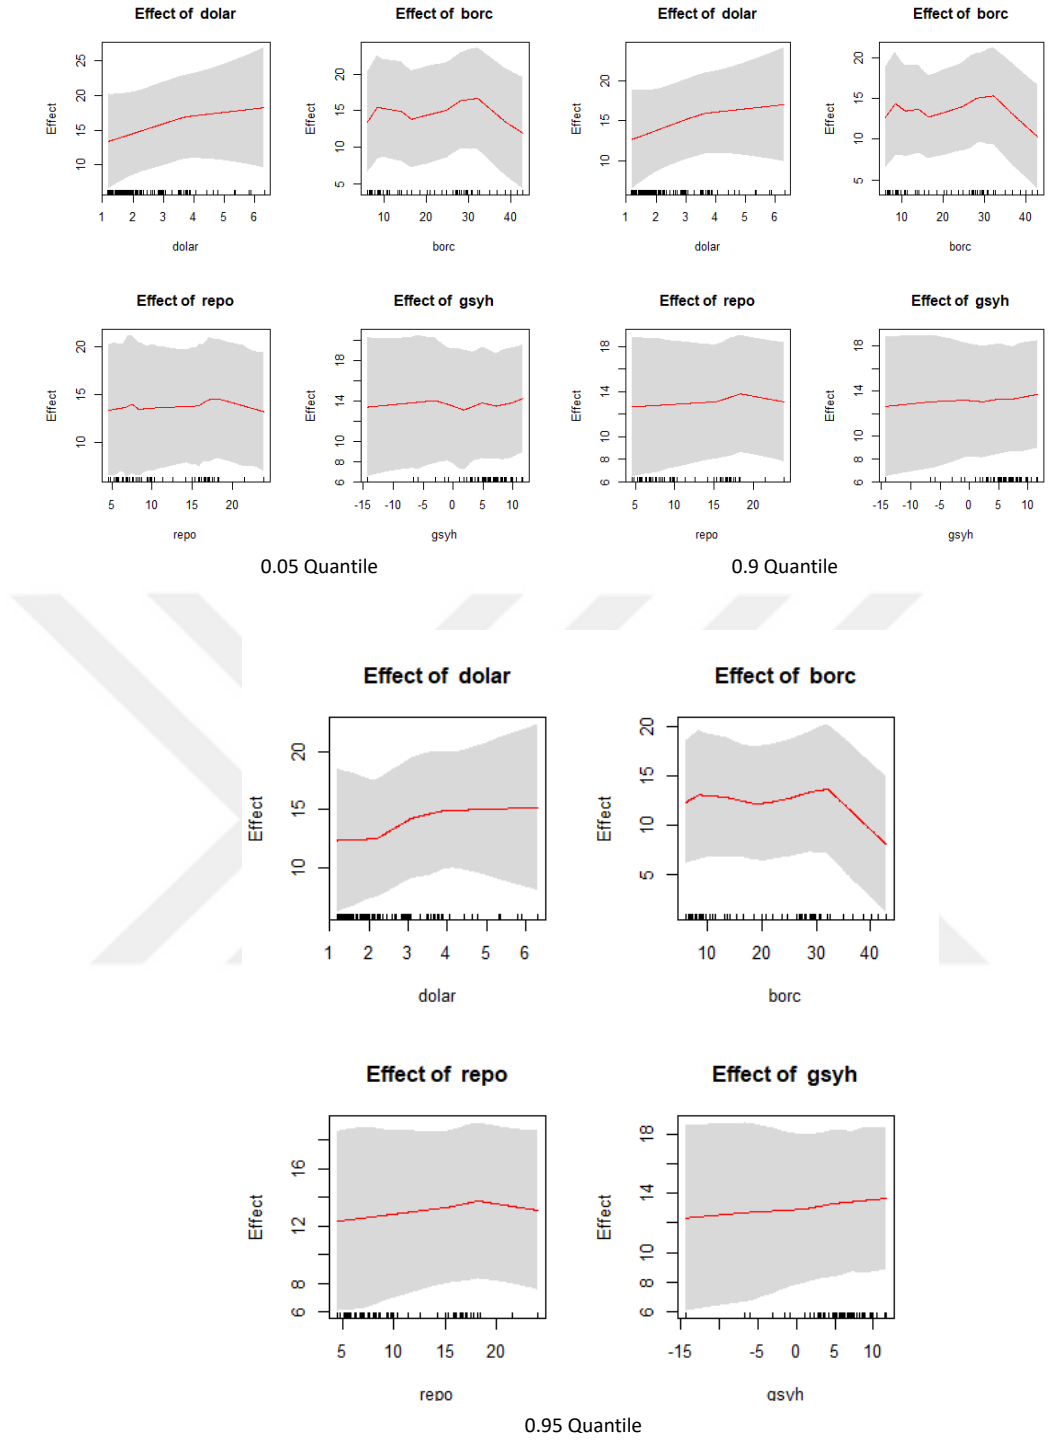 Effect of dolar
Effect
25
20
15
10
1 2 3 4 5 6
dolar
Effect of borc
Effect
20
15
10
5
10 20 30 40
borc
Effect of dolar
Effect
20
15
10
1 2 3 4 5 6
dolar
Effect of borc
Effect
20
15
10
5
10 20 30 40
borc
Effect of repo
Effect
20
15
10
5 10 15 20
repo
Effect of gsyh
Effect
18
14
10
8
6
-15 -10 -5 0 5 10
gsyh
Effect of repo
Effect
18
14
10
8
6
5 10 15 20
repo
Effect of gsyh
Effect
18
14
10
8
6
-15 -10 -5 0 5 10
gsyh
0.05 Quantile
0.9 Quantile
Effect of dolar
Effect
20
15
10
1 2 3 4 5 6
dolar
Effect of borc
Effect
20
15
10
5
10 20 30 40
borc
Effect of repo
Effect
16
12
8
6
5 10 15 20
repo
Effect of gsyh
Effect
18
14
10
8
6
-15 -5 0 5 10
gsyh
0.95 Quantile